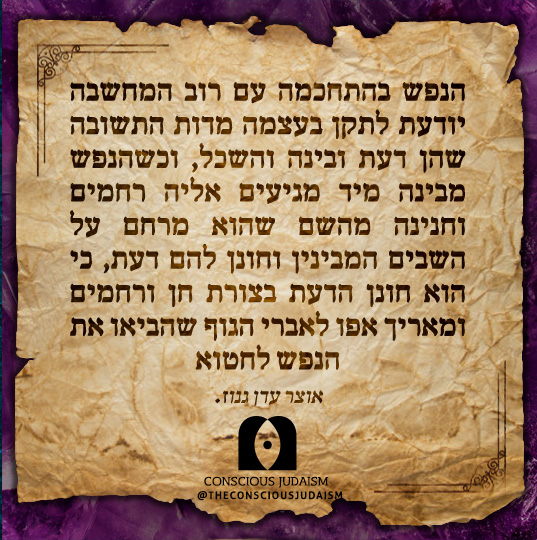 הנפש בהתחכמה עם רוב המחשבה
יודעת לתקן בעצמה מדות התשובה
שהן דעת ובינה והשכל, וכשהנפש
מבינה מיד מגיעים אליה רחמים
וחנינה מהשם שהוא מרחם על
השבים המבינין וחונן להם דעת, כי
הוא חונן הדעת בצורת חן ורחמים
ומאריך אפו לאברי הגוף שהביאו את
הנפש לחטוא
אוצר עדן גנוז.
CONSCIOUS JUDAISM
@THECONSCIOUSJUDAISM